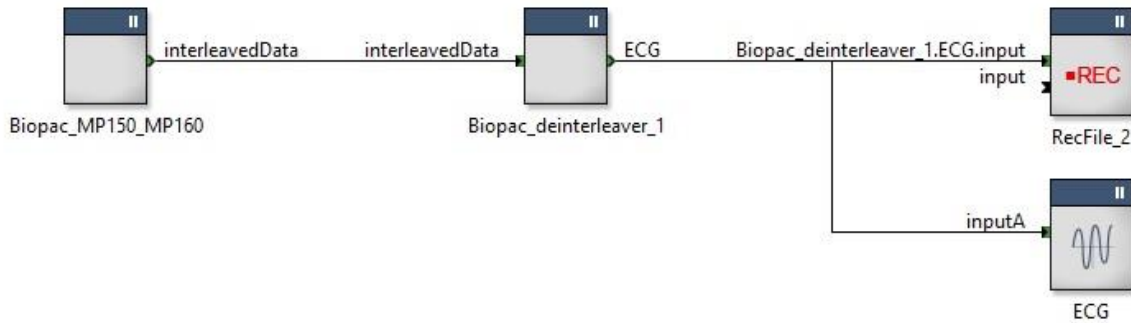 interleavedData
interleavedData
ECG
Biopac_deinterleaver_1.ECG.input
input
REC
Biopac_MP150_MP160
Biopac_deinterleaver_1
RecFile_2
inputA
ECG